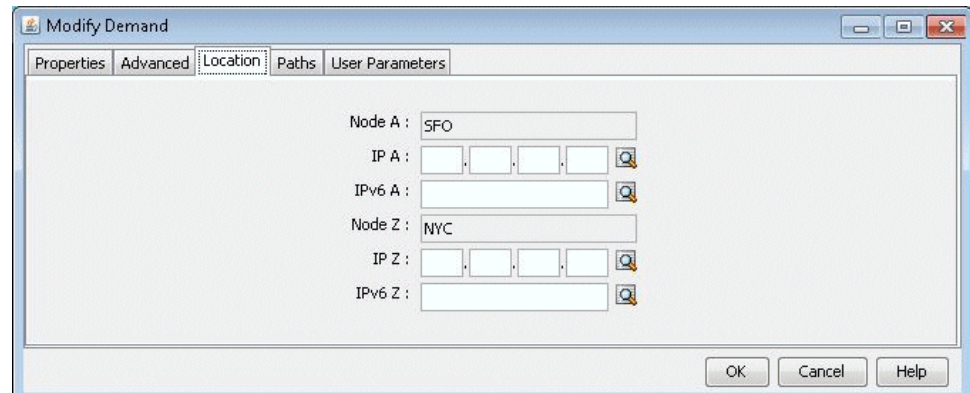 Modify Demand
Properties Advanced Location Paths User Parameters
Node A : SFO
IP A : . . .
IPv6 A :
Node Z : NYC
IP Z : . . .
IPv6 Z :
OK Cancel Help